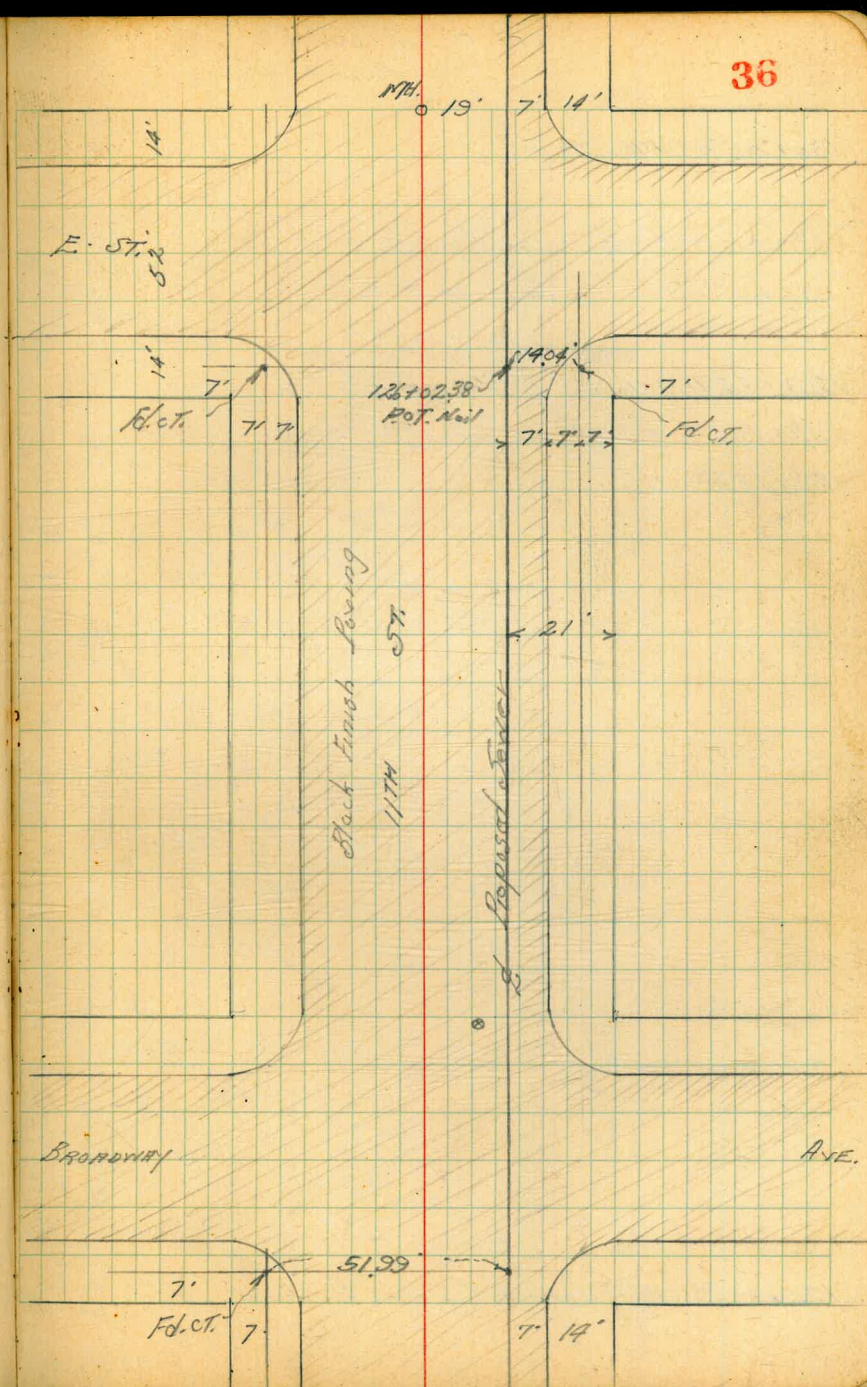 36
MH.
19'
7'
14'
14'
E. ST.
52
14'
7'
Fd. CT.
7'
7'
126+02.38
P.O.T. Nail
14.04'
7'
Fd CT.
7'
7'
7'
21'
Black Finish Paving
11TH ST.
Proposed Sewer
BROADWAY
AVE.
51.99
7'
Fd. CT.
7
7'
14'